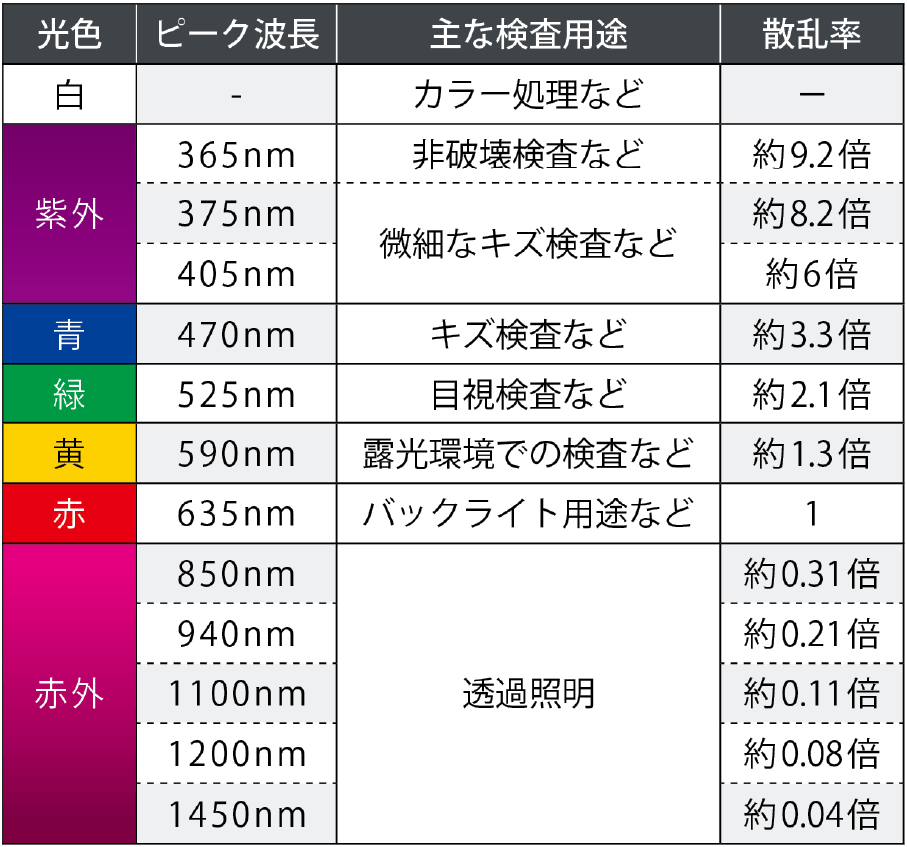 光色 ピーク波長 主な検査用途 散乱率
白 - カラー処理など ー
紫外 365nm 非破壊検査など 約9.2倍
375nm 微細なキズ検査など 約8.2倍
405nm 約6倍
青 470nm キズ検査など 約3.3倍
緑 525nm 目視検査など 約2.1倍
黄 590nm 露光環境での検査など 約1.3倍
赤 635nm バックライト用途など 1
赤外 850nm 透過照明 約0.31倍
940nm 約0.21倍
1100nm 約0.11倍
1200nm 約0.08倍
1450nm 約0.04倍